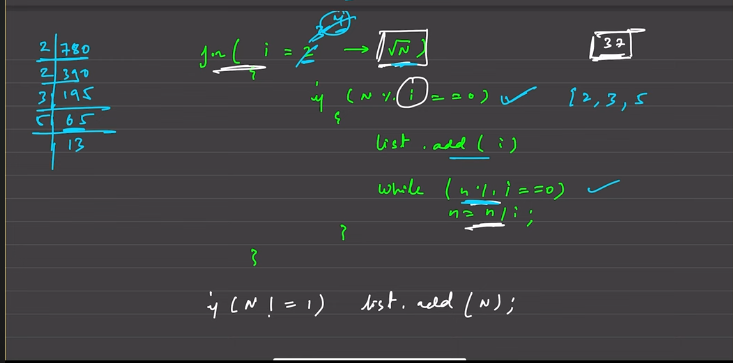 2 | 780
2 | 390
3 | 195
5 | 65
13
for( i = 2 → √N )
{
if (N % i == 0)
{
list.add(i)
while (n % i == 0)
n = n / i;
}
}
if (N != 1) list.add(N);
37
[2, 3, 5